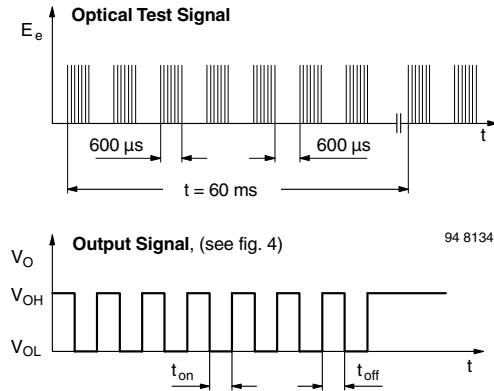 Optical Test Signal
E e
t
600 µs
600 µs
t = 60 ms
Output Signal, (see fig. 4)
94 8134
V O
V OH
V OL
t on
t off
t